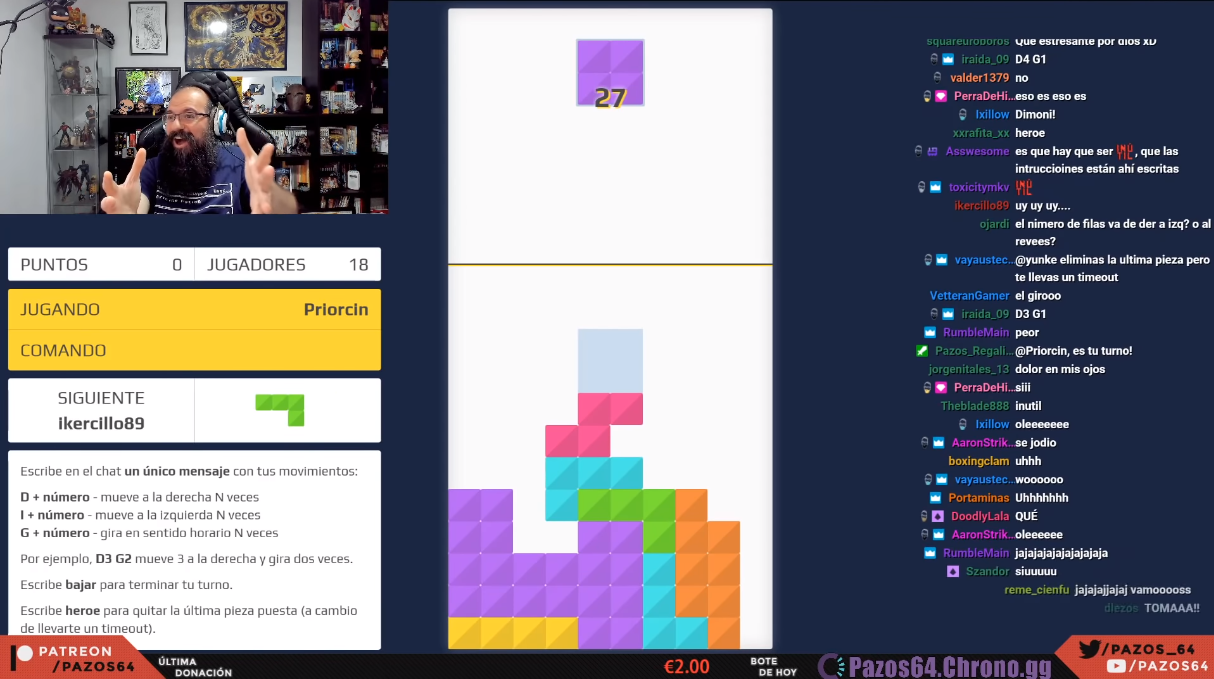 27
PUNTOS 0 JUGADORES 18
JUGANDO Priorcin
COMANDO
SIGUIENTE
ikercillo89
Escribe en el chat un único mensaje con tus movimientos:
D + número - mueve a la derecha N veces
I + número - mueve a la izquierda N veces
G + número - gira en sentido horario N veces
Por ejemplo, D3 G2 mueve 3 a la derecha y gira dos veces.
Escribe bajar para terminar tu turno.
Escribe heroe para quitar la última pieza puesta (a cambio
de llevarte un timeout).
squareuroboros Que estresante por dios xD
iraida_09 D4 G1
valder1379 no
PerraDeHi... eso es eso es
Ixillow Dimoni!
xxrafita_xx heroe
Asswesome es que hay que ser , que las
intruccioines están ahí escritas
toxicitymkv
ikercillo89 uy uy uy....
ojardi el nimero de filas va de der a izq? o al
revees?
vayaustec... @yunke eliminas la ultima pieza pero
te llevas un timeout
VetteranGamer el girooo
iraida_09 D3 G1
RumbleMain peor
Pazos_Regali... @Priorcin, es tu turno!
jorgenitales_13 dolor en mis ojos
PerraDeHi... siii
Theblade888 inutil
Ixillow oleeeeeee
AaronStrik... se jodio
boxingclam uhhh
vayaustec... woooooo
Portaminas Uhhhhhhh
DoodlyLala QUÉ
AaronStrik... oleeeeee
RumbleMain jajajajajajajajaja
Szandor siuuuuu
reme_cienfu jajajajjajaj vamooooss
dlezos TOMAAA!!
PATREON
/PAZOS64
ÚLTIMA
DONACIÓN
€2.00
BOTE
DE HOY
Pazos64.Chrono.gg
/PAZOS_64
/PAZOS64